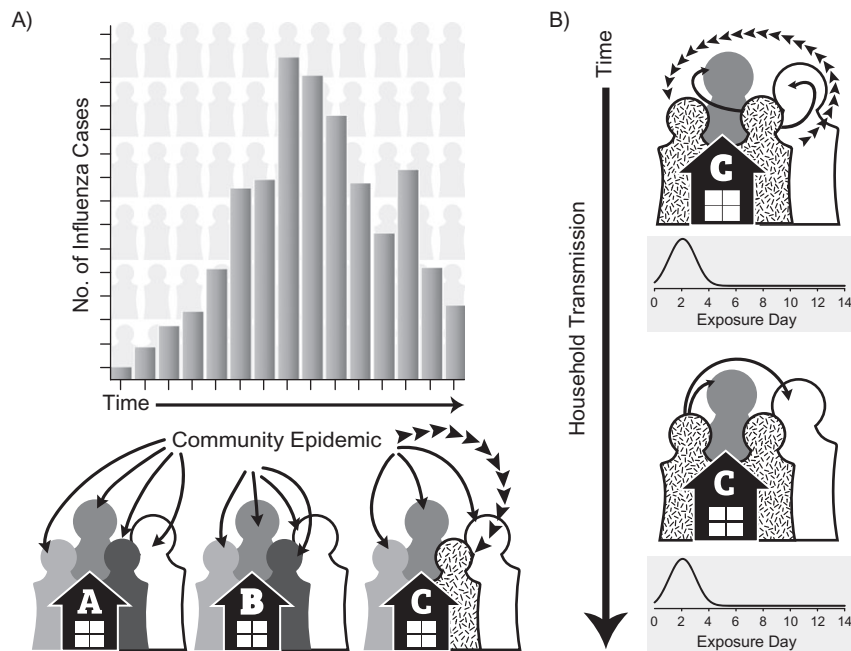 A)
No. of Influenza Cases
Time
Community Epidemic
A
B
C
B)
Time
Household Transmission
C
0 2 4 6 8 10 12 14
Exposure Day
C
0 2 4 6 8 10 12 14
Exposure Day